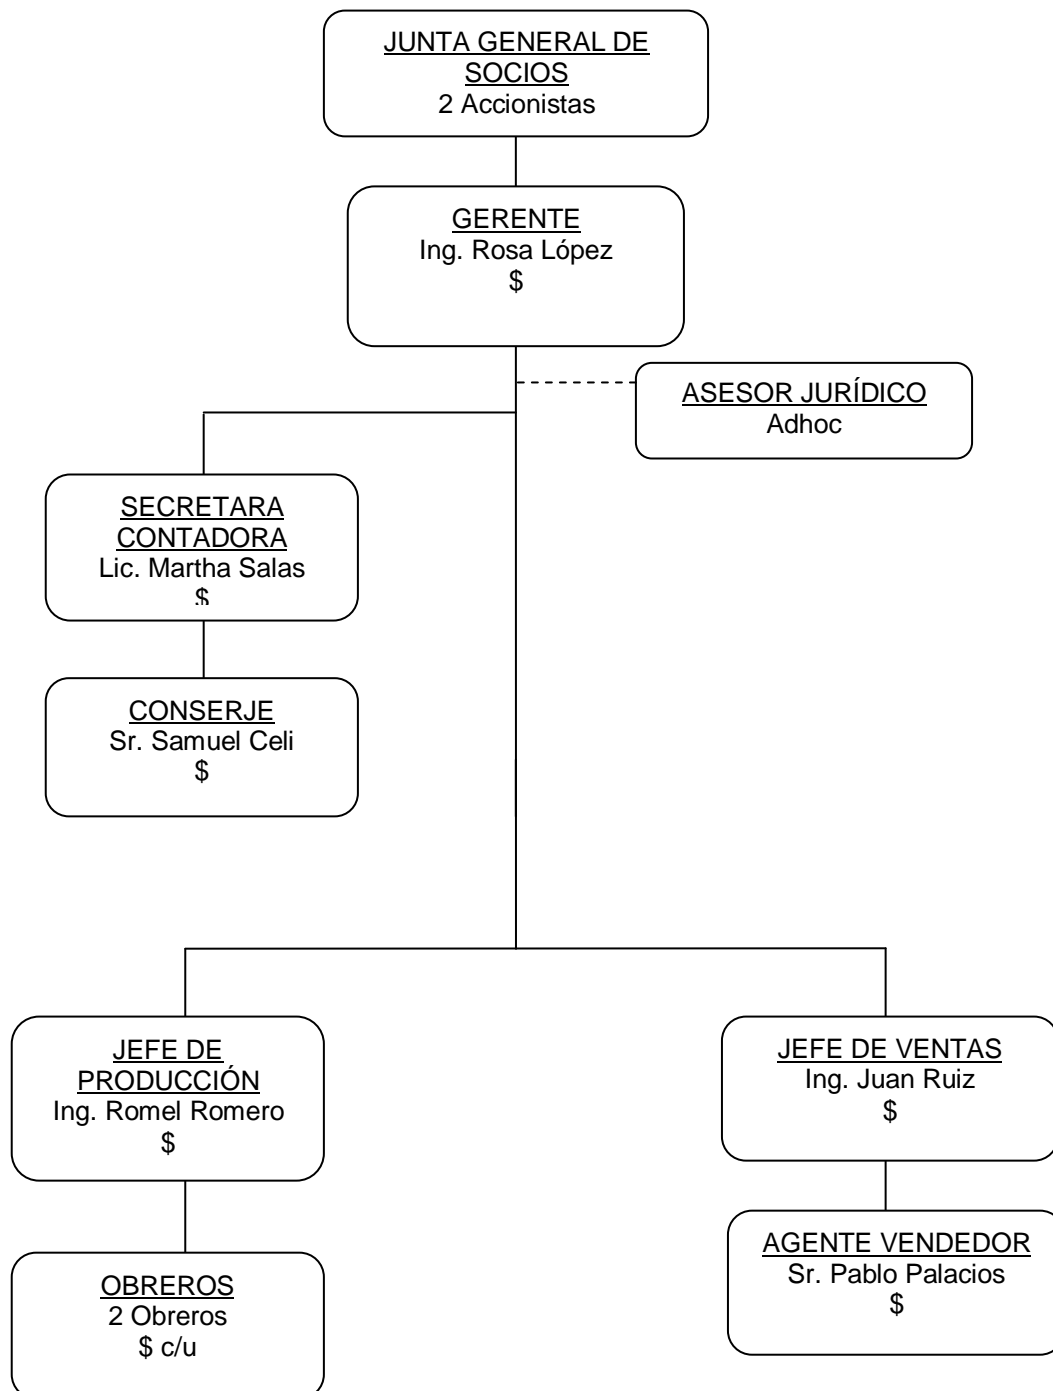 JUNTA GENERAL DE
SOCIOS
2 Accionistas
GERENTE
Ing. Rosa López
$
ASESOR JURÍDICO
Adhoc
SECRETARA
CONTADORA
Lic. Martha Salas
$
CONSERJE
Sr. Samuel Celi
$
JEFE DE
PRODUCCIÓN
Ing. Romel Romero
$
JEFE DE VENTAS
Ing. Juan Ruiz
$
OBREROS
2 Obreros
$ c/u
AGENTE VENDEDOR
Sr. Pablo Palacios
$